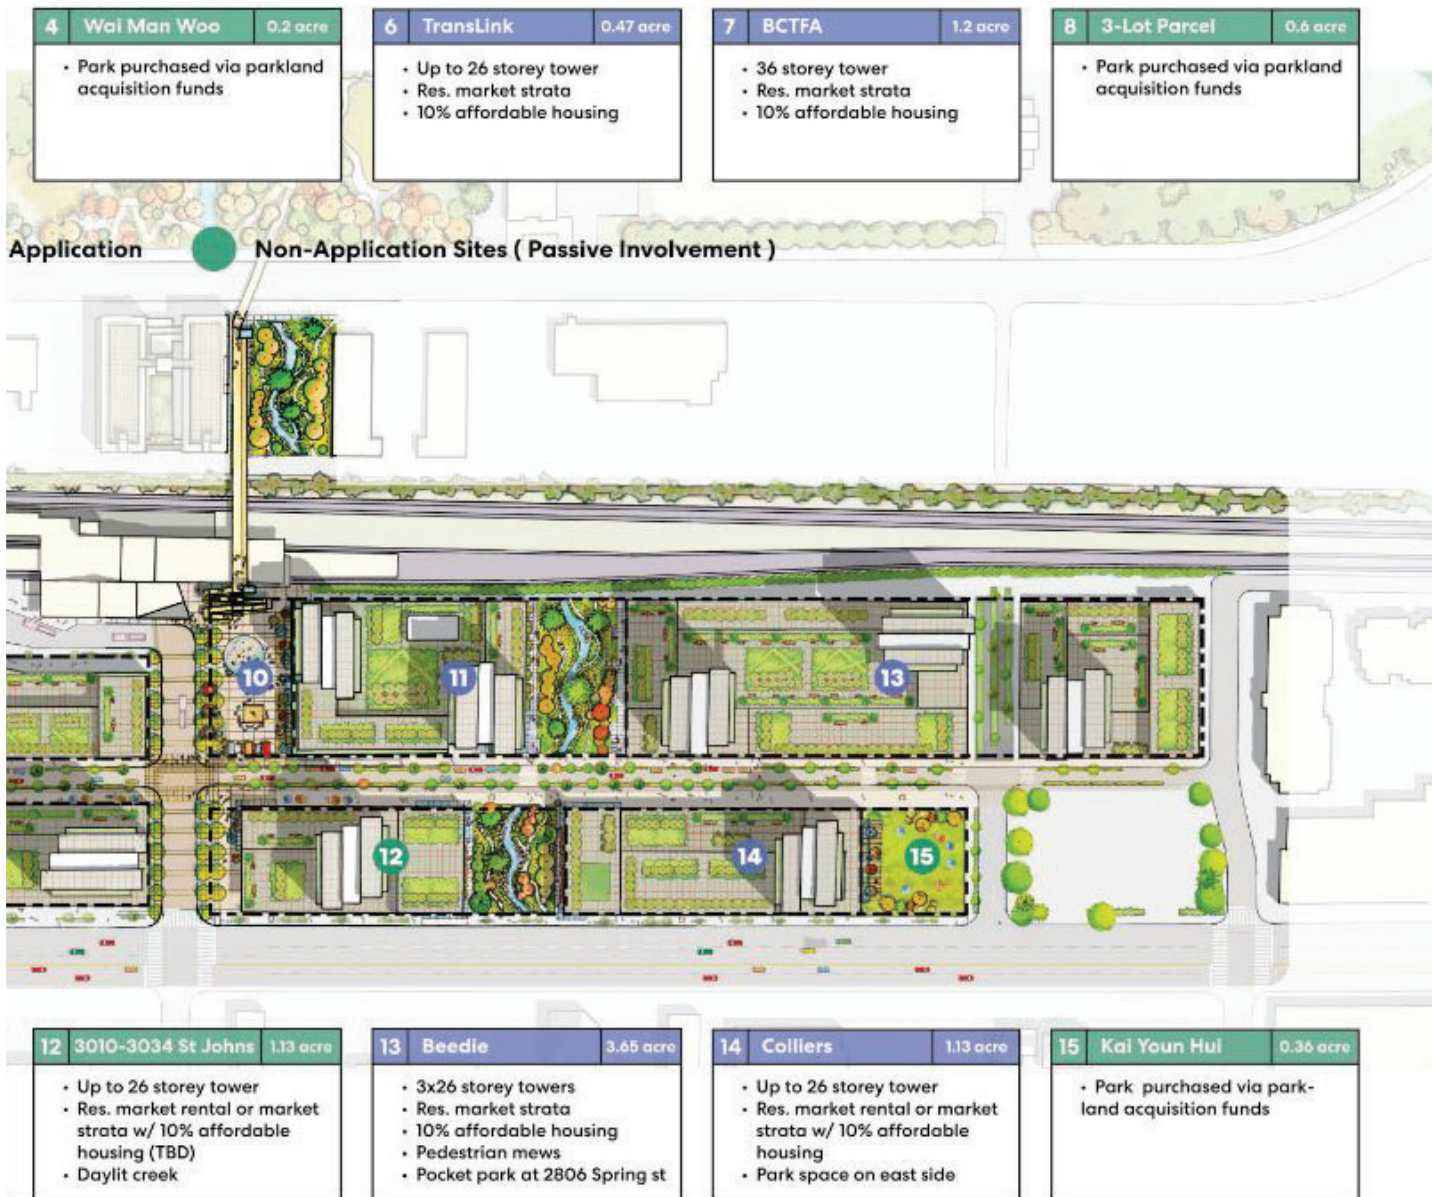 4 Wai Man Woo 0.2 acre
• Park purchased via parkland
acquisition funds
6 TransLink 0.47 acre
• Up to 26 storey tower
• Res. market strata
• 10% affordable housing
7 BCTFA 1.2 acre
• 36 storey tower
• Res. market strata
• 10% affordable housing
8 3-Lot Parcel 0.6 acre
• Park purchased via parkland
acquisition funds
Application
Non-Application Sites ( Passive Involvement )
10
11
13
12
14
15
12 3010-3034 St Johns 1.13 acre
• Up to 26 storey tower
• Res. market rental or market
strata w/ 10% affordable
housing (TBD)
• Daylit creek
13 Beedie 3.65 acre
• 3x26 storey towers
• Res. market strata
• 10% affordable housing
• Pedestrian mews
• Pocket park at 2806 Spring st
14 Colliers 1.13 acre
• Up to 26 storey tower
• Res. market rental or market
strata w/ 10% affordable
housing
• Park space on east side
15 Kai Youn Hui 0.36 acre
• Park purchased via park-
land acquisition funds